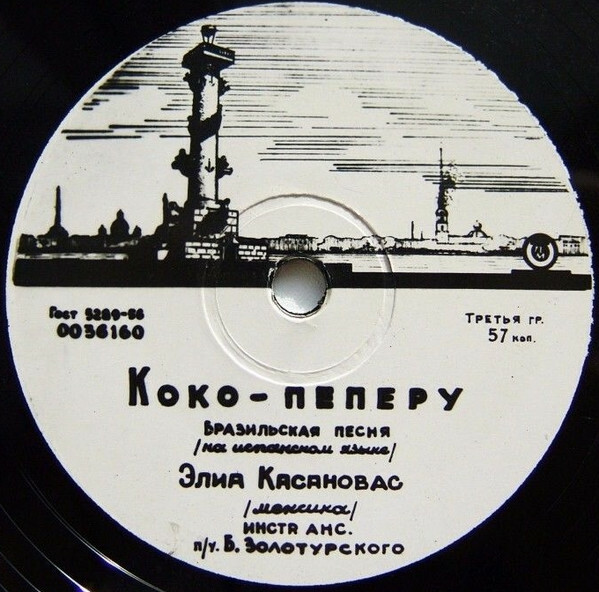 Гост 5289-56
0036160
Третья гр.
57 коп.
Коко-пеперу
Бразильская песня
/на испанском языке/
Элиа Касановас
/мексика/
инстр анс.
п/у. Б. Золотурского